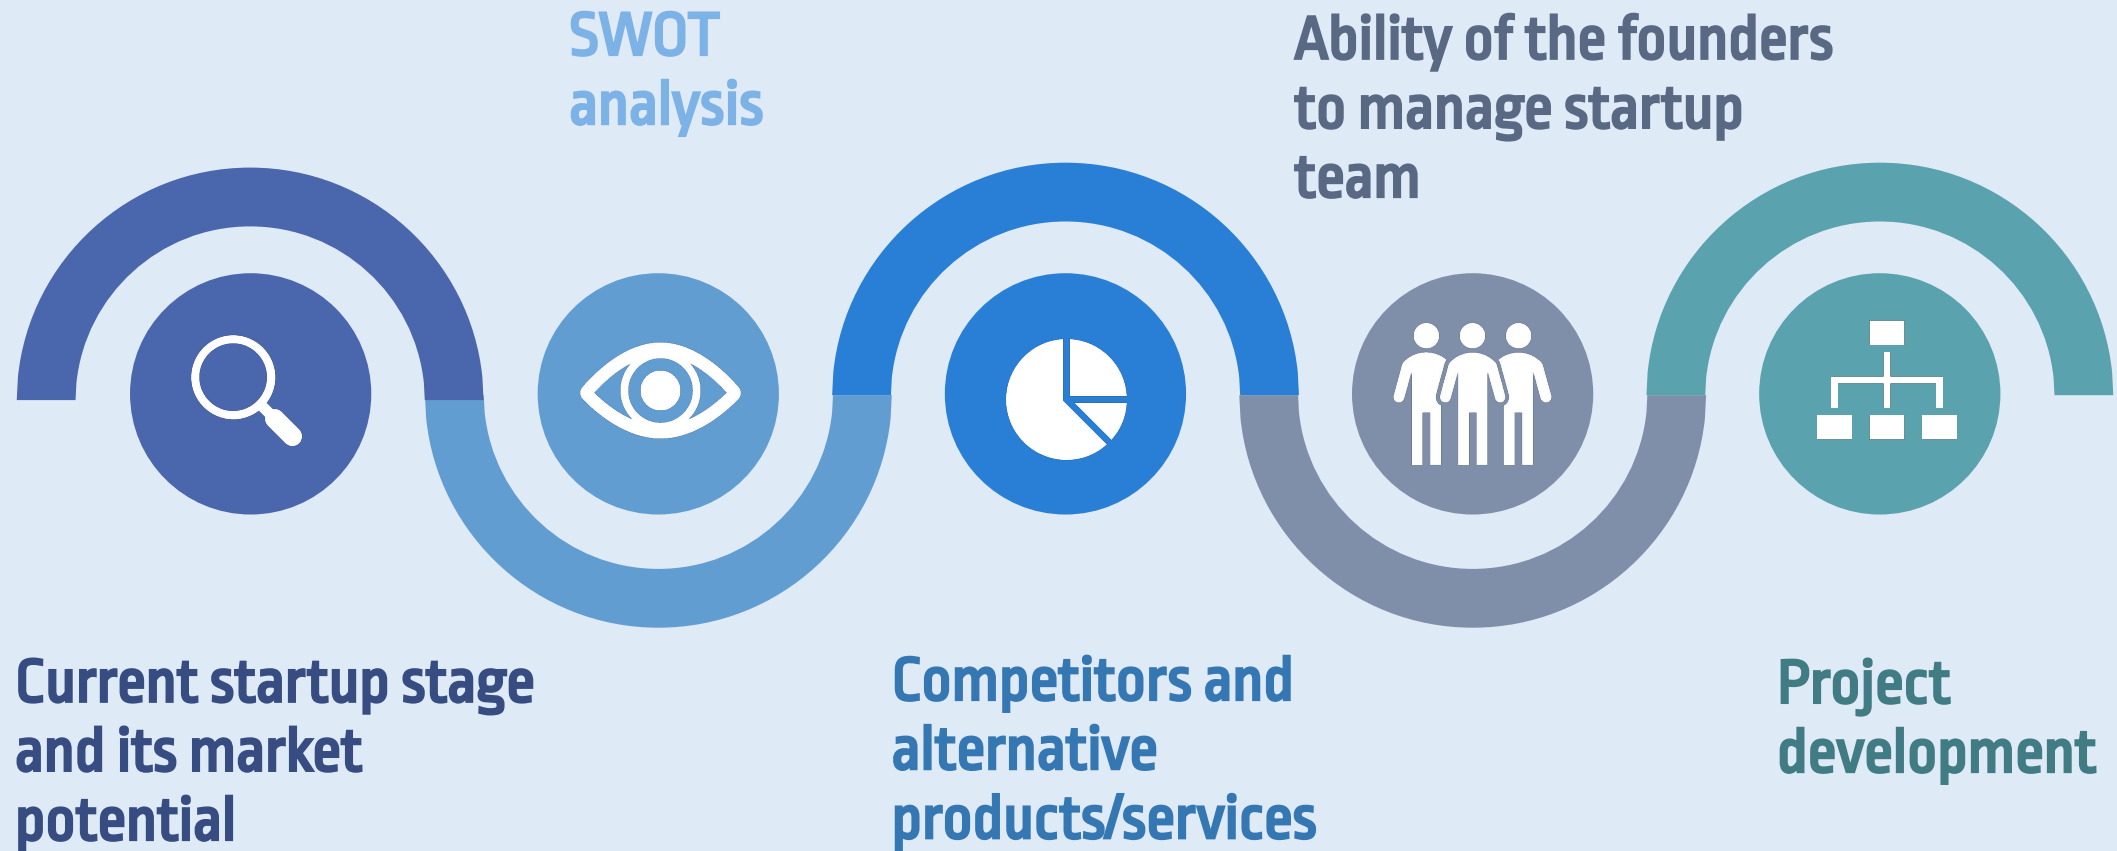 SWOT
analysis
Ability of the founders
to manage startup
team
Current startup stage
and its market
potential
Competitors and
alternative
products/services
Project
development